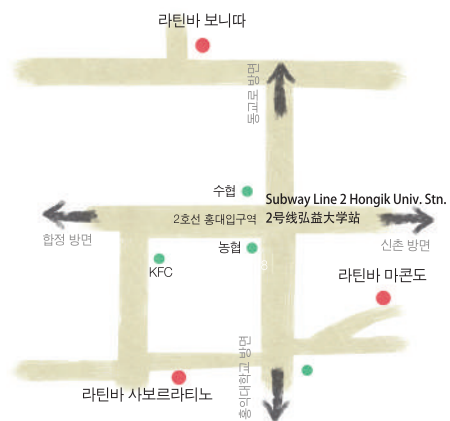 라틴바 보니따
동교로 방면
수협
Subway Line 2 Hongik Univ. Stn.
2호선 홍대입구역
2号线弘益大学站
합정 방면
농협
신촌 방면
KFC
8
라틴바 마콘도
홍익대학교 방면
라틴바 사보르라티노